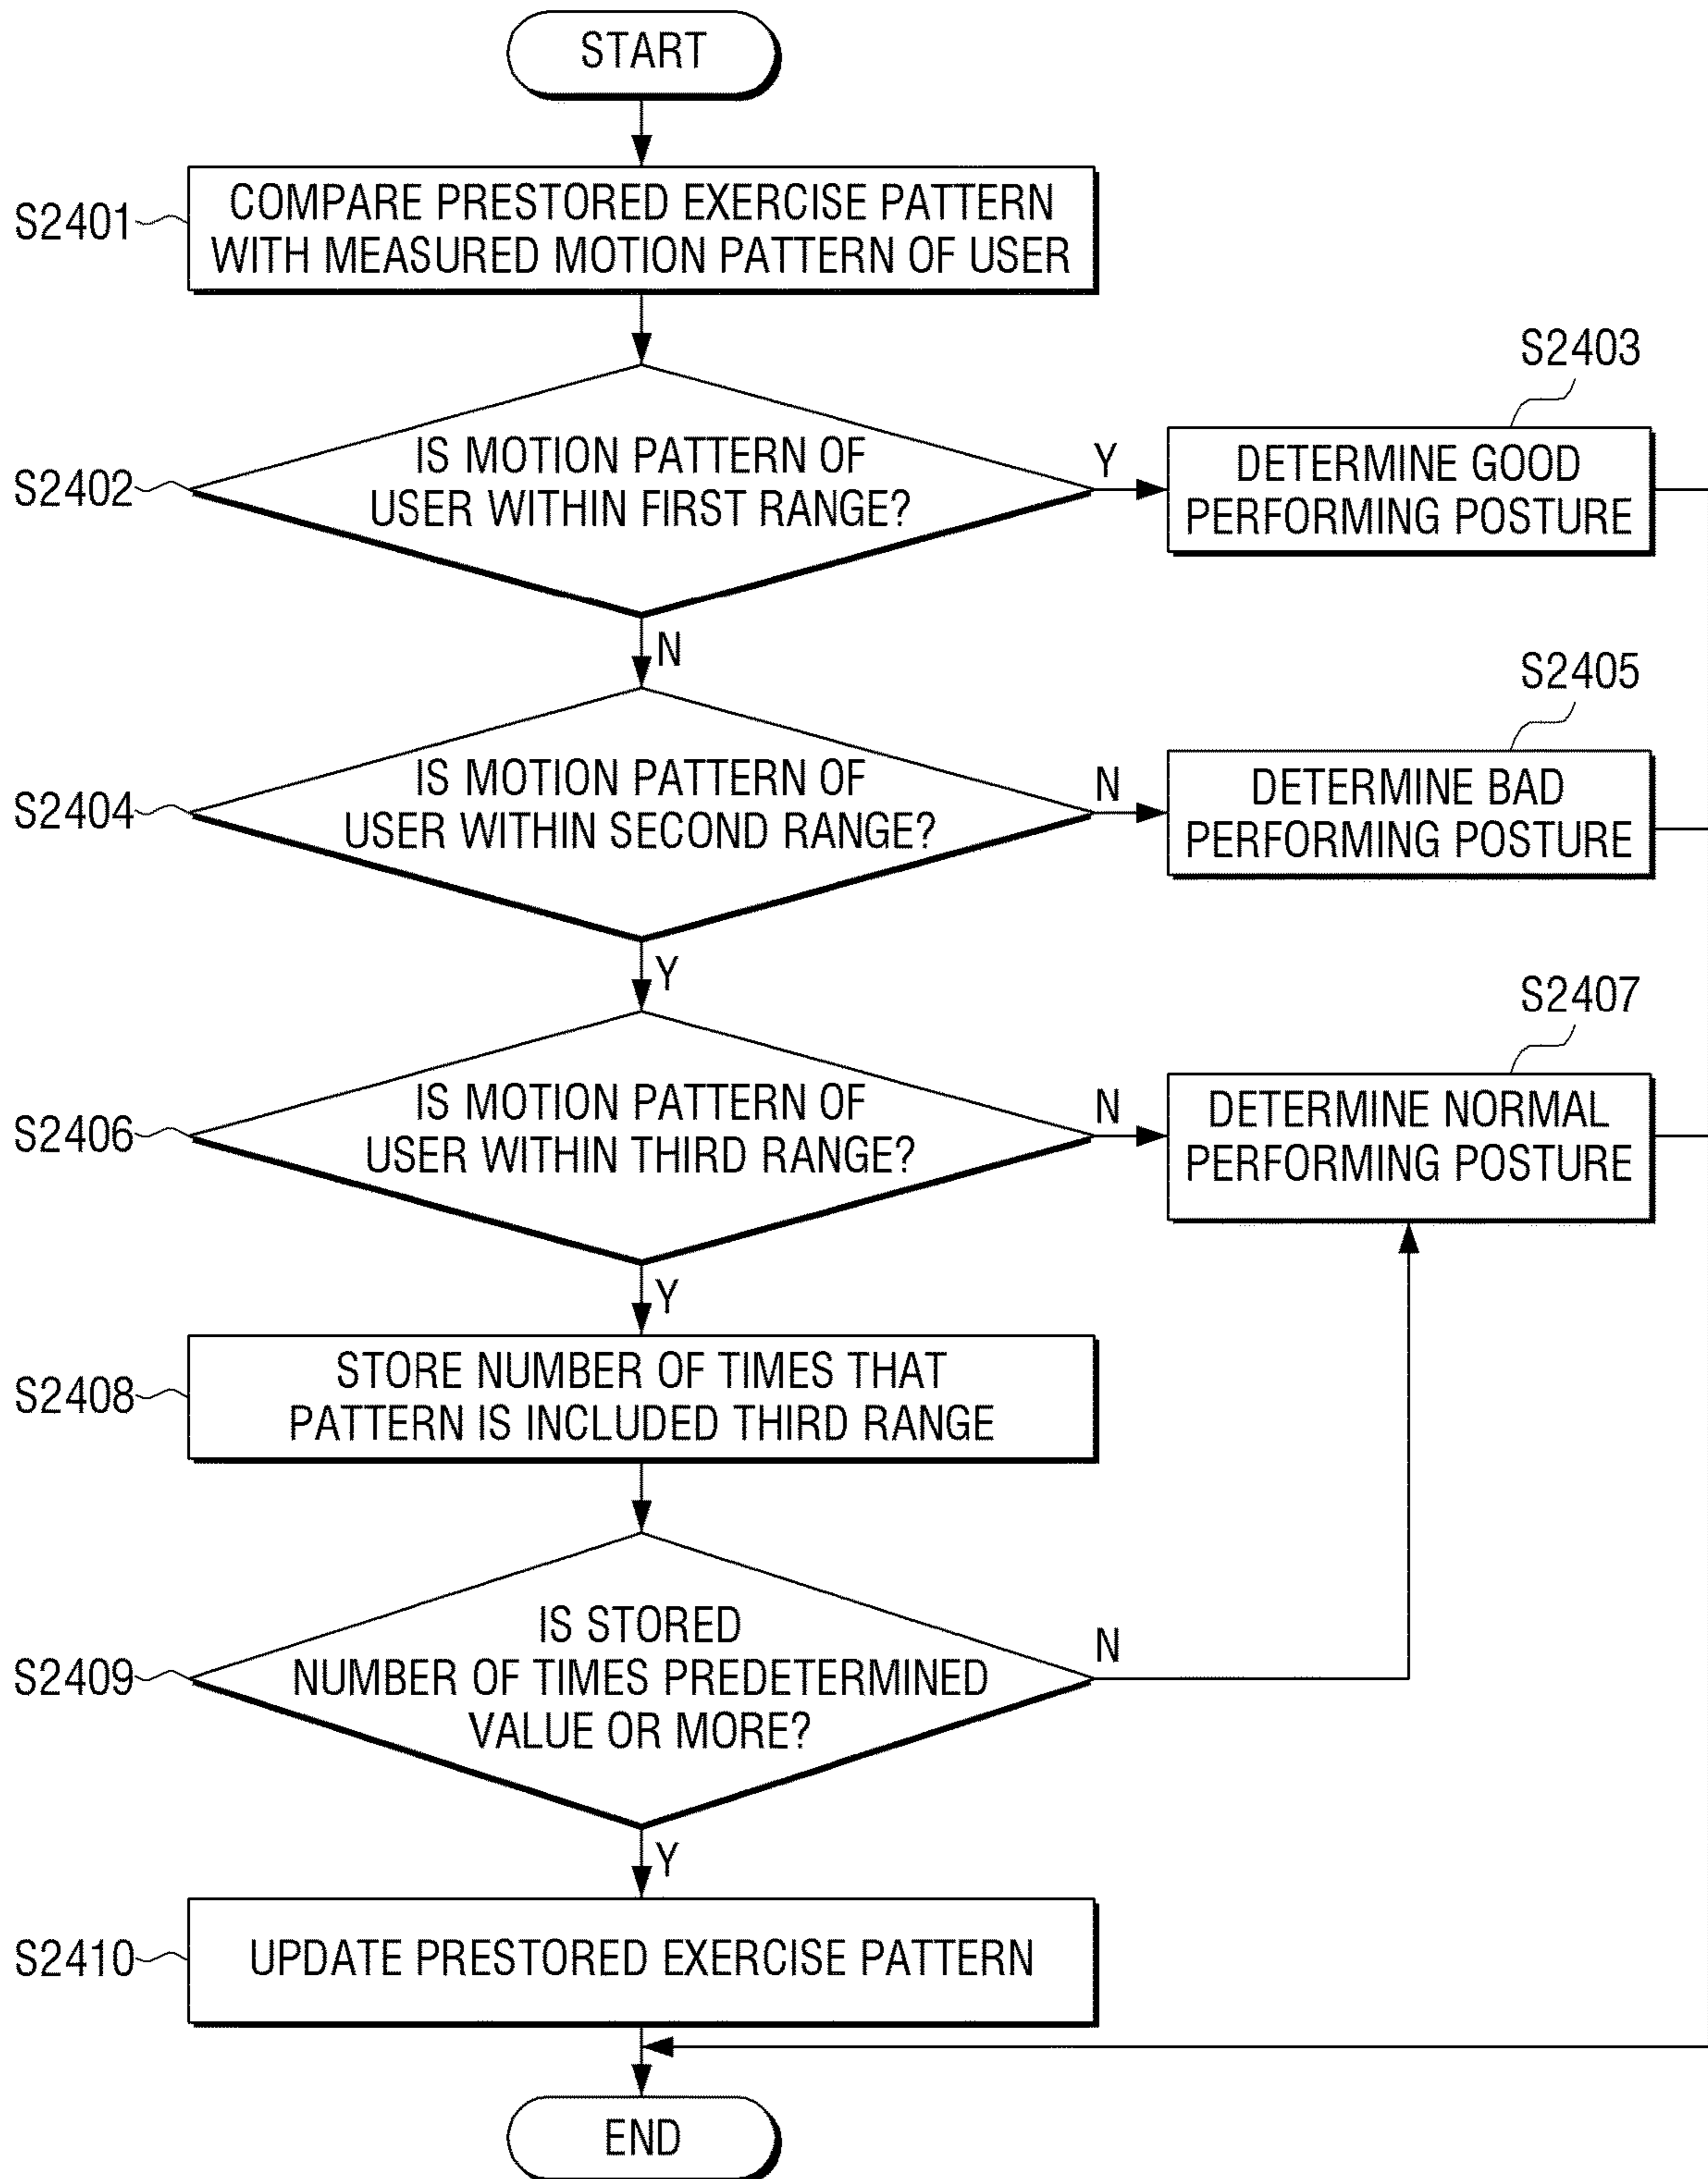 START
S2401
COMPARE PRESTORED EXERCISE PATTERN
WITH MEASURED MOTION PATTERN OF USER
S2402
IS MOTION PATTERN OF
USER WITHIN FIRST RANGE?
Y
N
S2403
DETERMINE GOOD
PERFORMING POSTURE
S2404
IS MOTION PATTERN OF
USER WITHIN SECOND RANGE?
N
Y
S2405
DETERMINE BAD
PERFORMING POSTURE
S2406
IS MOTION PATTERN OF
USER WITHIN THIRD RANGE?
N
Y
S2407
DETERMINE NORMAL
PERFORMING POSTURE
S2408
STORE NUMBER OF TIMES THAT
PATTERN IS INCLUDED THIRD RANGE
S2409
IS STORED
NUMBER OF TIMES PREDETERMINED
VALUE OR MORE?
N
Y
S2410
UPDATE PRESTORED EXERCISE PATTERN
END